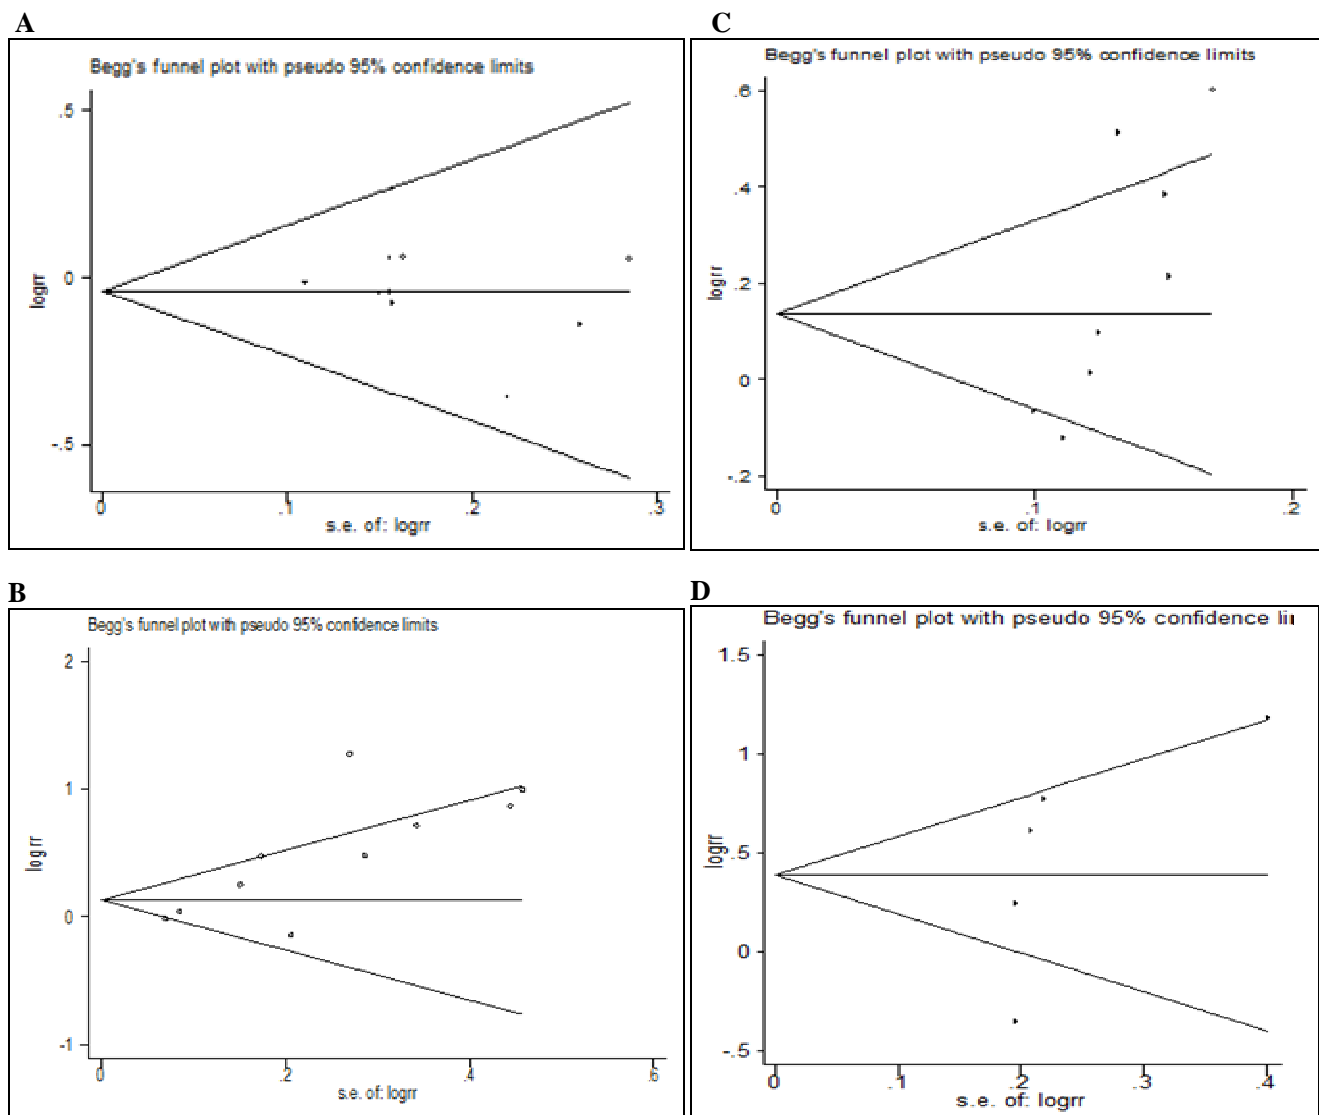 A
Begg's funnel plot with pseudo 95% confidence limits
.5
0
-.5
logrr
0
.1
.2
.3
s.e. of: logrr
C
Begg's funnel plot with pseudo 95% confidence limits
.6
.4
.2
0
-.2
logrr
0
.1
.2
s.e. of: logrr
B
Begg's funnel plot with pseudo 95% confidence limits
2
1
0
-1
logrr
0
.2
.4
.6
s.e. of: logrr
D
Begg's funnel plot with pseudo 95% confidence li
1.5
1
.5
0
-.5
logrr
0
.1
.2
.3
.4
s.e. of: logrr